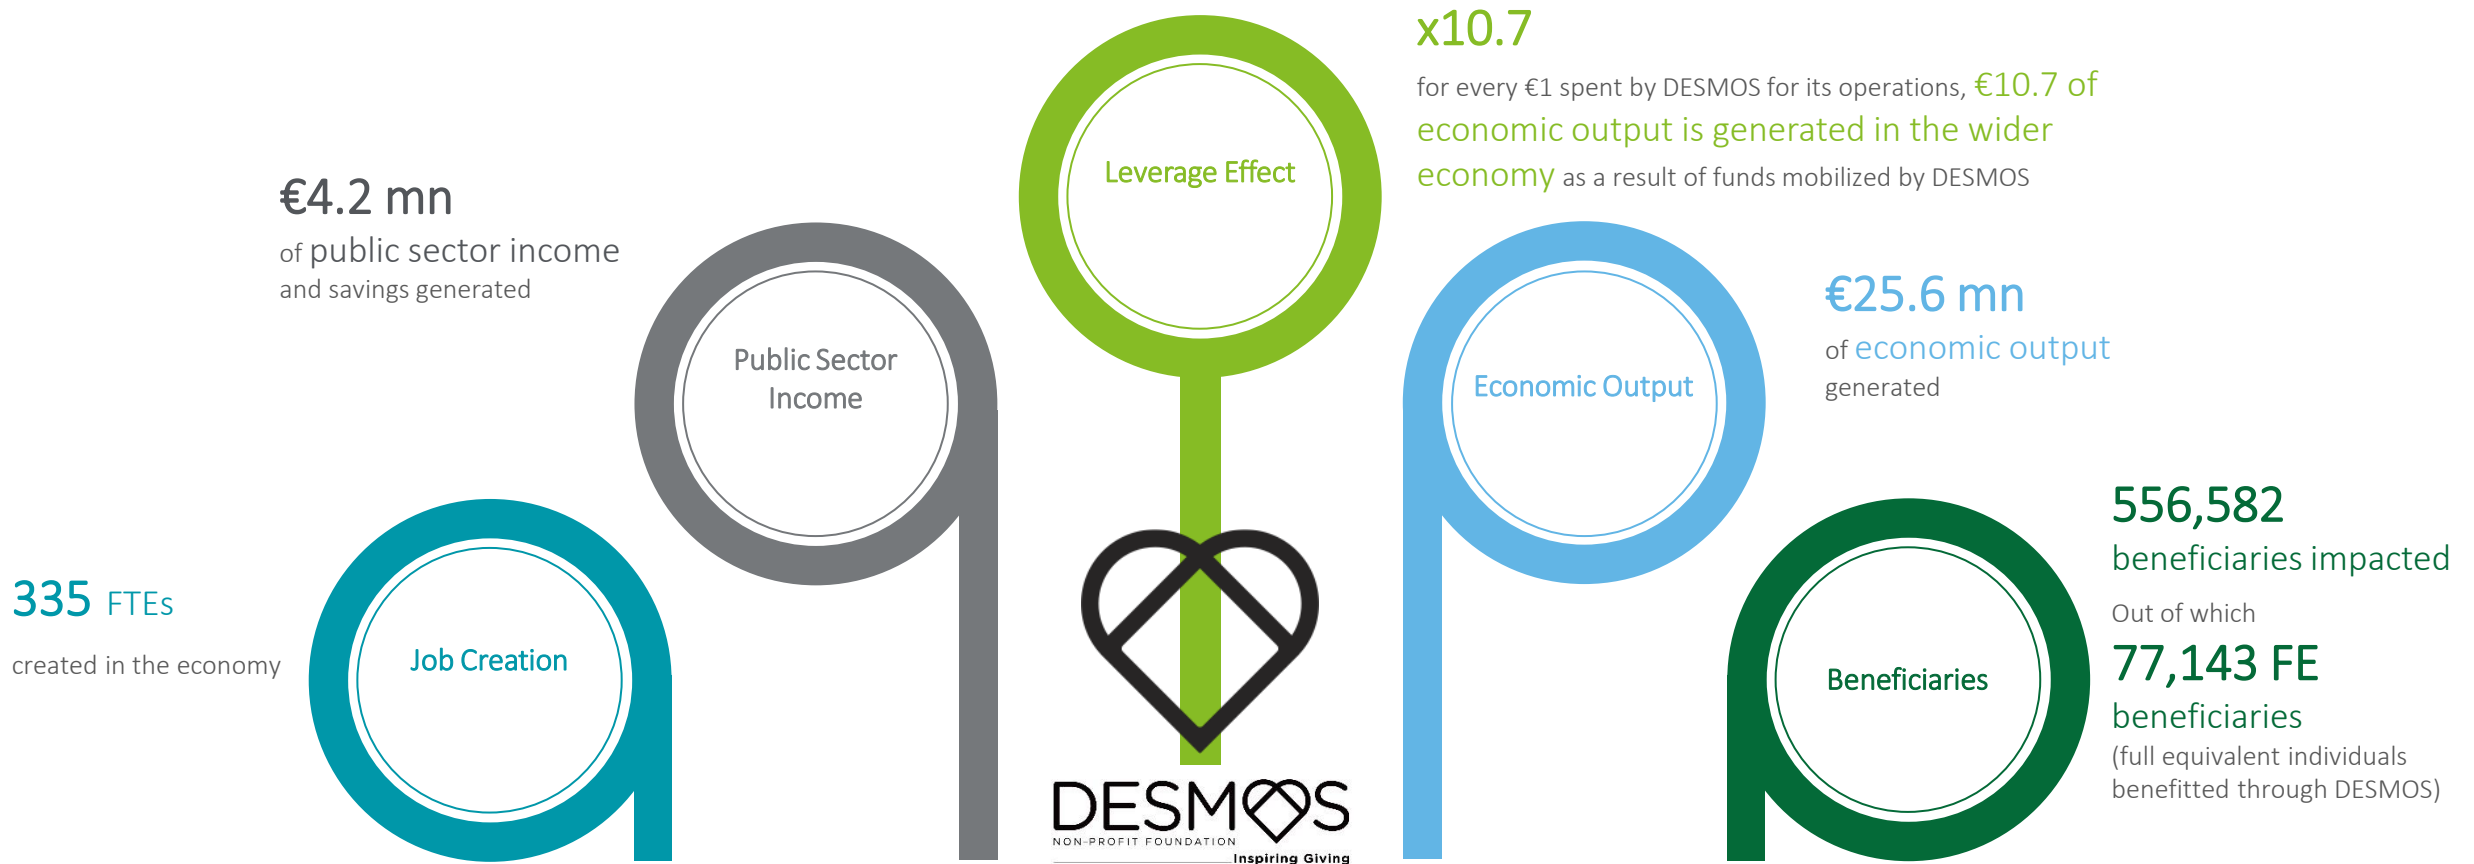 x10.7
for every €1 spent by DESMOS for its operations, €10.7 of
economic output is generated in the wider
economy as a result of funds mobilized by DESMOS
Leverage Effect
€4.2 mn
of public sector income
and savings generated
Public Sector
Income
€25.6 mn
of economic output
generated
Economic Output
335 FTEs
created in the economy
Job Creation
556,582
beneficiaries impacted
Out of which
77,143 FE
beneficiaries
(full equivalent individuals
benefitted through DESMOS)
Beneficiaries
DESMOS
NON-PROFIT FOUNDATION
Inspiring Giving